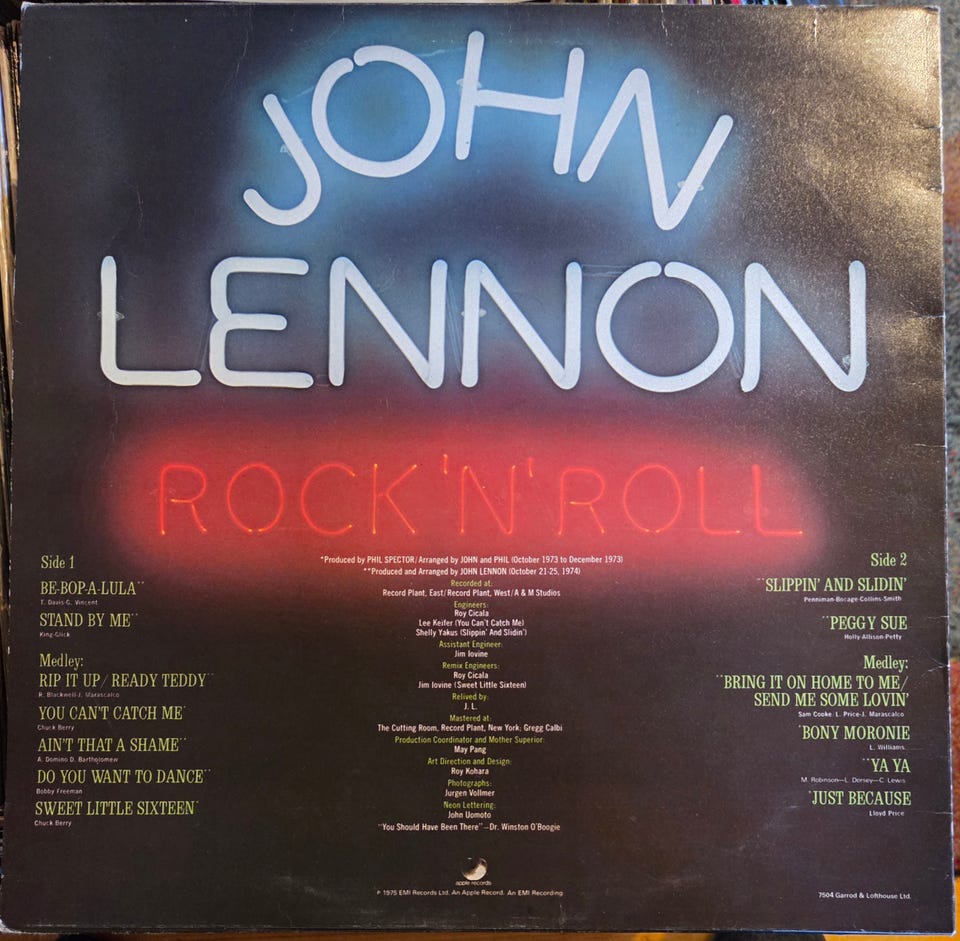 JOHN
LENNON
ROCK 'N' ROLL
Side 1
BE-BOP-A-LULA**
T. Davis-G. Vincent
STAND BY ME**
King-Glick
Medley:
RIP IT UP/ READY TEDDY**
R. Blackwell-J. Marascalco
YOU CAN'T CATCH ME*
Chuck Berry
AIN'T THAT A SHAME**
A. Domino D. Bartholomew
DO YOU WANT TO DANCE**
Bobby Freeman
SWEET LITTLE SIXTEEN*
Chuck Berry
*Produced by PHIL SPECTOR/Arranged by JOHN and PHIL (October 1973 to December 1973)
**Produced and Arranged by JOHN LENNON (October 21-25, 1974)
Recorded at:
Record Plant, East/Record Plant, West/A & M Studios
Engineers:
Roy Cicala
Lee Keifer (You Can't Catch Me)
Shelly Yakus (Slippin' And Slidin')
Assistant Engineer:
Jim Iovine
Remix Engineers:
Roy Cicala
Jim Iovine (Sweet Little Sixteen)
Relived by:
J. L.
Mastered at:
The Cutting Room, Record Plant, New York: Gregg Calbi
Production Coordinator and Mother Superior:
May Pang
Art Direction and Design:
Roy Kohara
Photographs:
Jurgen Vollmer
Neon Lettering:
John Uomoto
"You Should Have Been There"—Dr. Winston O'Boogie
Side 2
**SLIPPIN' AND SLIDIN'
Penniman-Bocage-Collins-Smith
**PEGGY SUE
Holly-Allison-Petty
Medley:
**BRING IT ON HOME TO ME/
SEND ME SOME LOVIN'
Sam Cooke: L. Price-J. Marascalco
*BONY MORONIE
L. Williams
**YA YA
M. Robinson—L. Dorsey—C. Lewis
*JUST BECAUSE
Lloyd Price
apple records
℗ 1975 EMI Records Ltd. An Apple Record. An EMI Recording
7504 Garrod & Lofthouse Ltd.